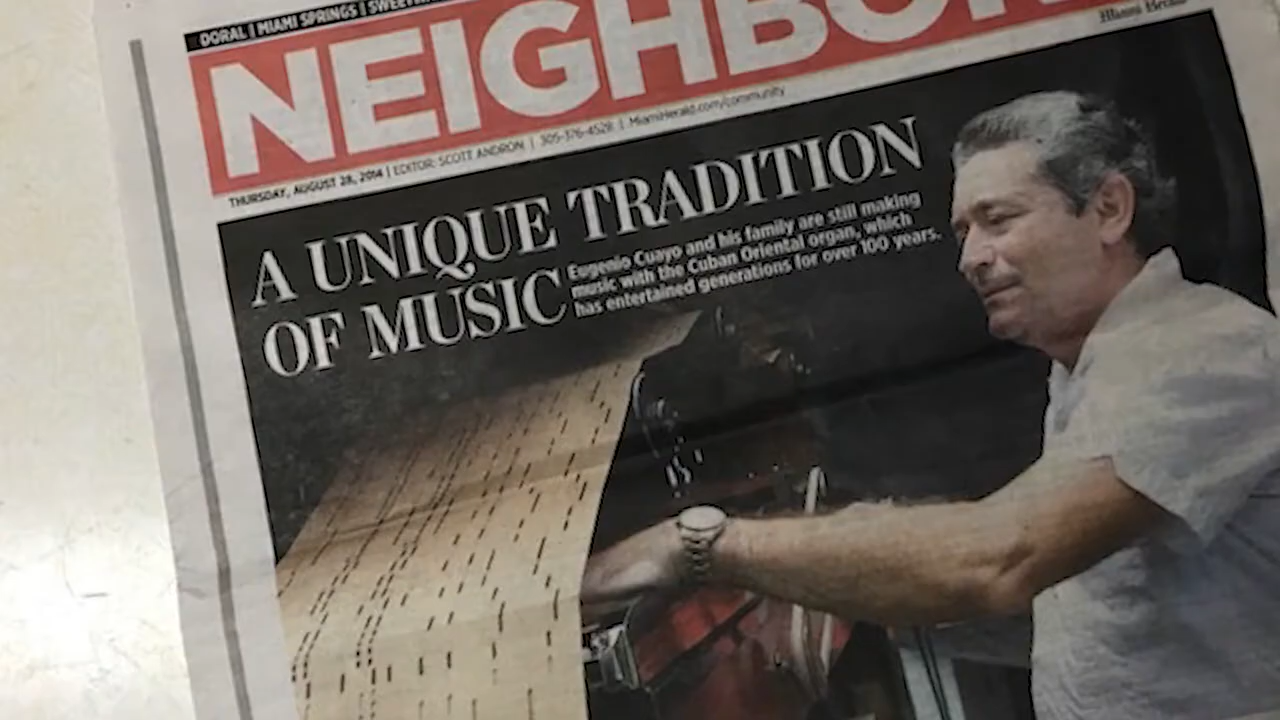 DORAL | MIAMI SPRINGS |
NEIGHBO
Miami Herald
THURSDAY, AUGUST 28, 2014 | EDITOR: SCOTT ANDRON | 305-376-4528 | MiamiHerald.com/community
A UNIQUE TRADITION
OF MUSIC
Eugenio Cuayo and his family are still making
music with the Cuban Oriental organ, which
has entertained generations for over 100 years.